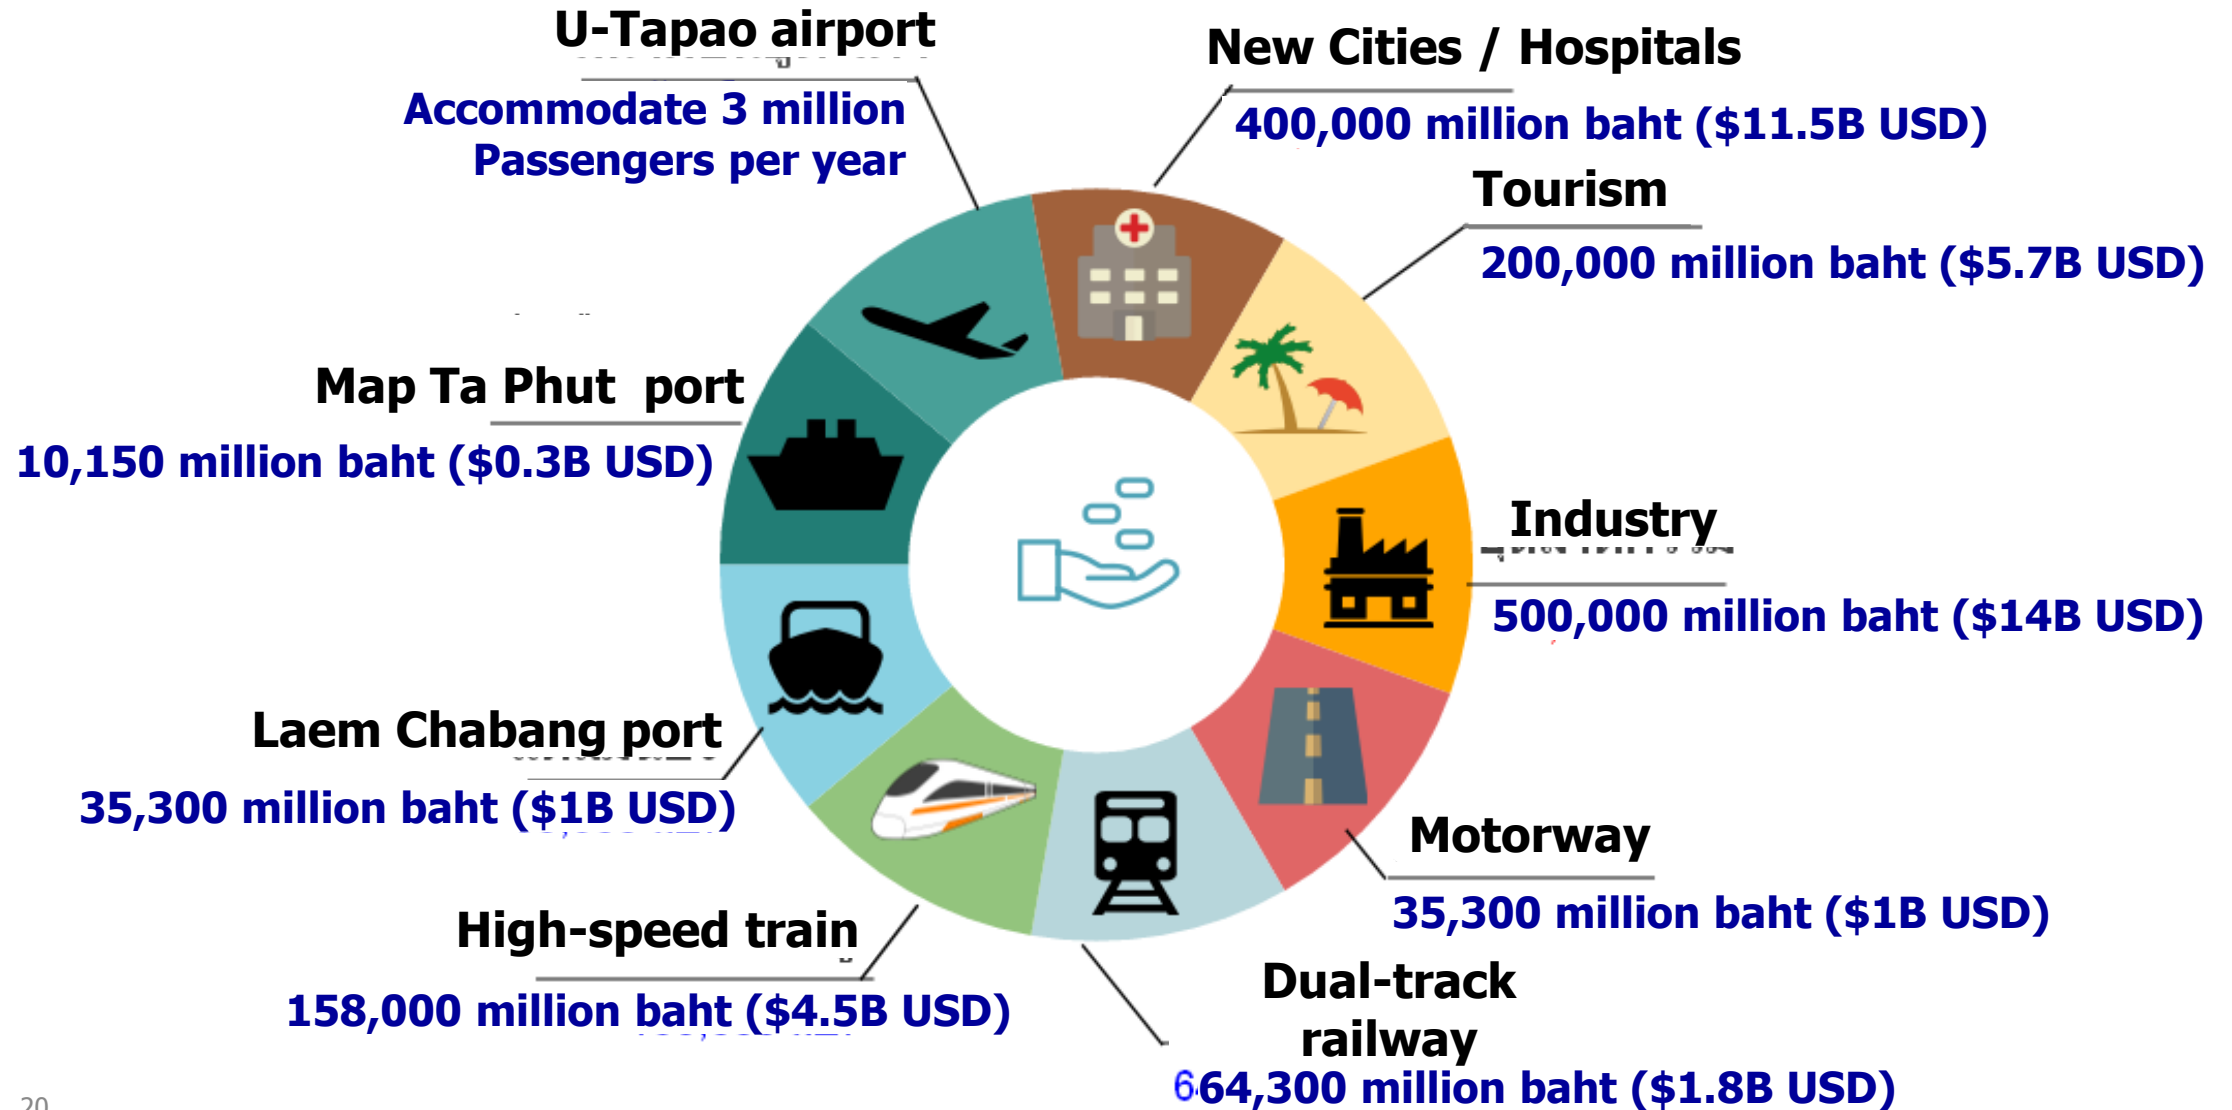 U-Tapao airport
Accommodate 3 million
Passengers per year
New Cities / Hospitals
400,000 million baht ($11.5B USD)
Tourism
200,000 million baht ($5.7B USD)
Map Ta Phut port
10,150 million baht ($0.3B USD)
Industry
500,000 million baht ($14B USD)
Laem Chabang port
35,300 million baht ($1B USD)
Motorway
35,300 million baht ($1B USD)
High-speed train
158,000 million baht ($4.5B USD)
Dual-track
railway
64,300 million baht ($1.8B USD)
20